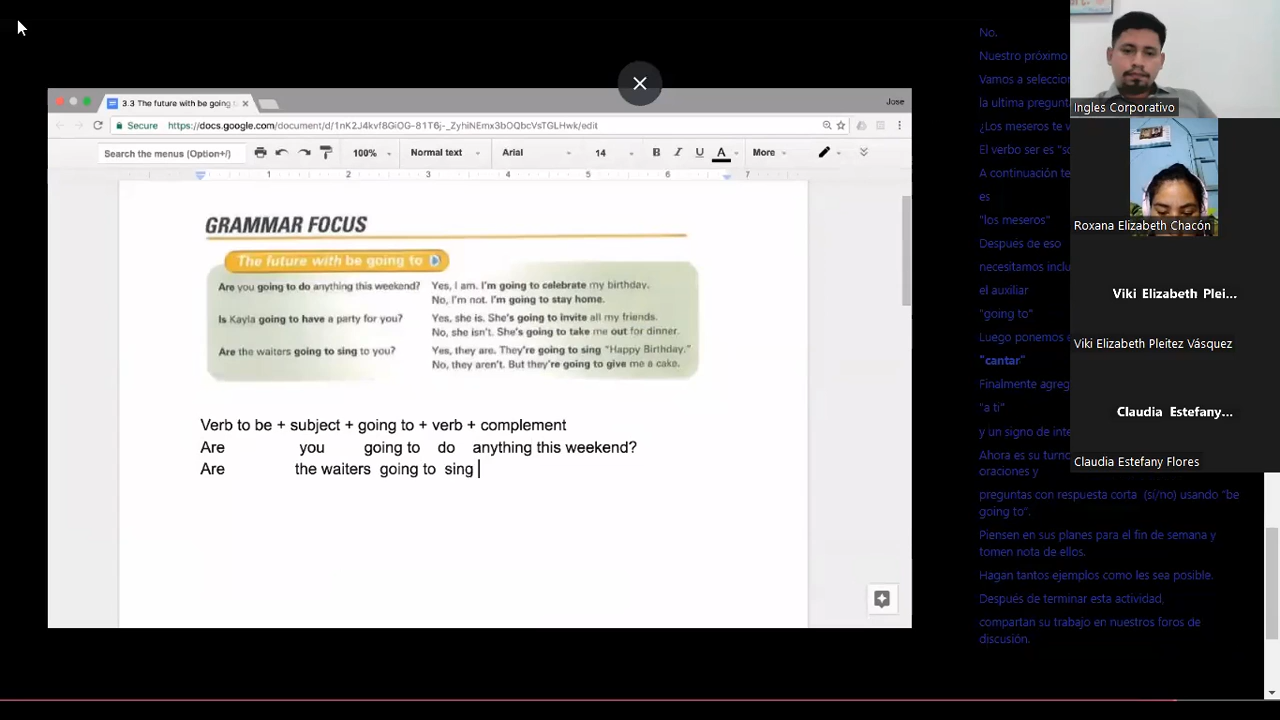 3.3 The future with be going
Jose
Secure https://docs.google.com/document/d/1nK2J4kvf8GiOG-81T6j-_ZyhiNEmx3bOQbcVsTGLHwk/edit
Search the menus (Option+/) 100% Normal text Arial 14 B I U A More
1 2 3 4 5 6 7
GRAMMAR FOCUS
The future with be going to
Are you going to do anything this weekend? Yes, I am. I'm going to celebrate my birthday.
No, I'm not. I'm going to stay home.
Is Kayla going to have a party for you? Yes, she is. She's going to invite all my friends.
No, she isn't. She's going to take me out for dinner.
Are the waiters going to sing to you? Yes, they are. They're going to sing "Happy Birthday."
No, they aren't. But they're going to give me a cake.
Verb to be + subject + going to + verb + complement
Are you going to do anything this weekend?
Are the waiters going to sing
No.
Nuestro próximo
Vamos a seleccion
la ultima pregunt
¿Los meseros te v
El verbo ser es "so
A continuación te
es
"los meseros"
Después de eso
necesitamos inclu
el auxiliar
"going to"
Luego ponemos e
"cantar"
Finalmente agreg
"a ti"
y un signo de inte
Ahora es su turno
oraciones y
preguntas con respuesta corta (sí/no) usando "be
going to".
Piensen en sus planes para el fin de semana y
tomen nota de ellos.
Hagan tantos ejemplos como les sea posible.
Después de terminar esta actividad,
compartan su trabajo en nuestros foros de
discusión.
Ingles Corporativo
Roxana Elizabeth Chacón
Viki Elizabeth Plei...
Viki Elizabeth Pleitez Vásquez
Claudia Estefany...
Claudia Estefany Flores